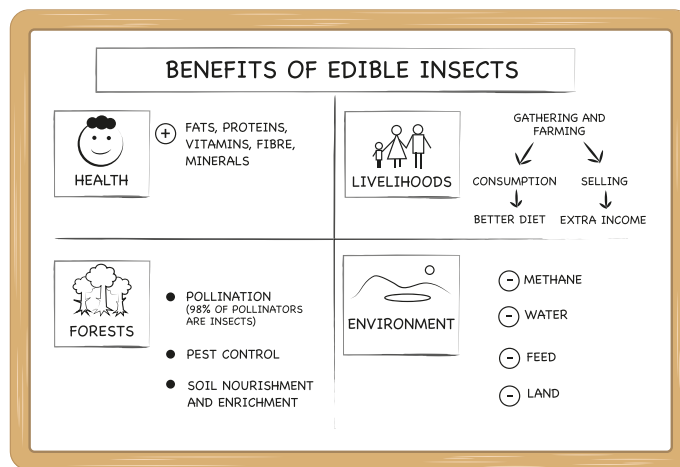 BENEFITS OF EDIBLE INSECTS
HEALTH
+
FATS, PROTEINS,
VITAMINS, FIBRE,
MINERALS
LIVELIHOODS
GATHERING AND
FARMING
CONSUMPTION
SELLING
BETTER DIET
EXTRA INCOME
FORESTS
● POLLINATION
(98% OF POLLINATORS
ARE INSECTS)
● PEST CONTROL
● SOIL NOURISHMENT
AND ENRICHMENT
ENVIRONMENT
- METHANE
- WATER
- FEED
- LAND